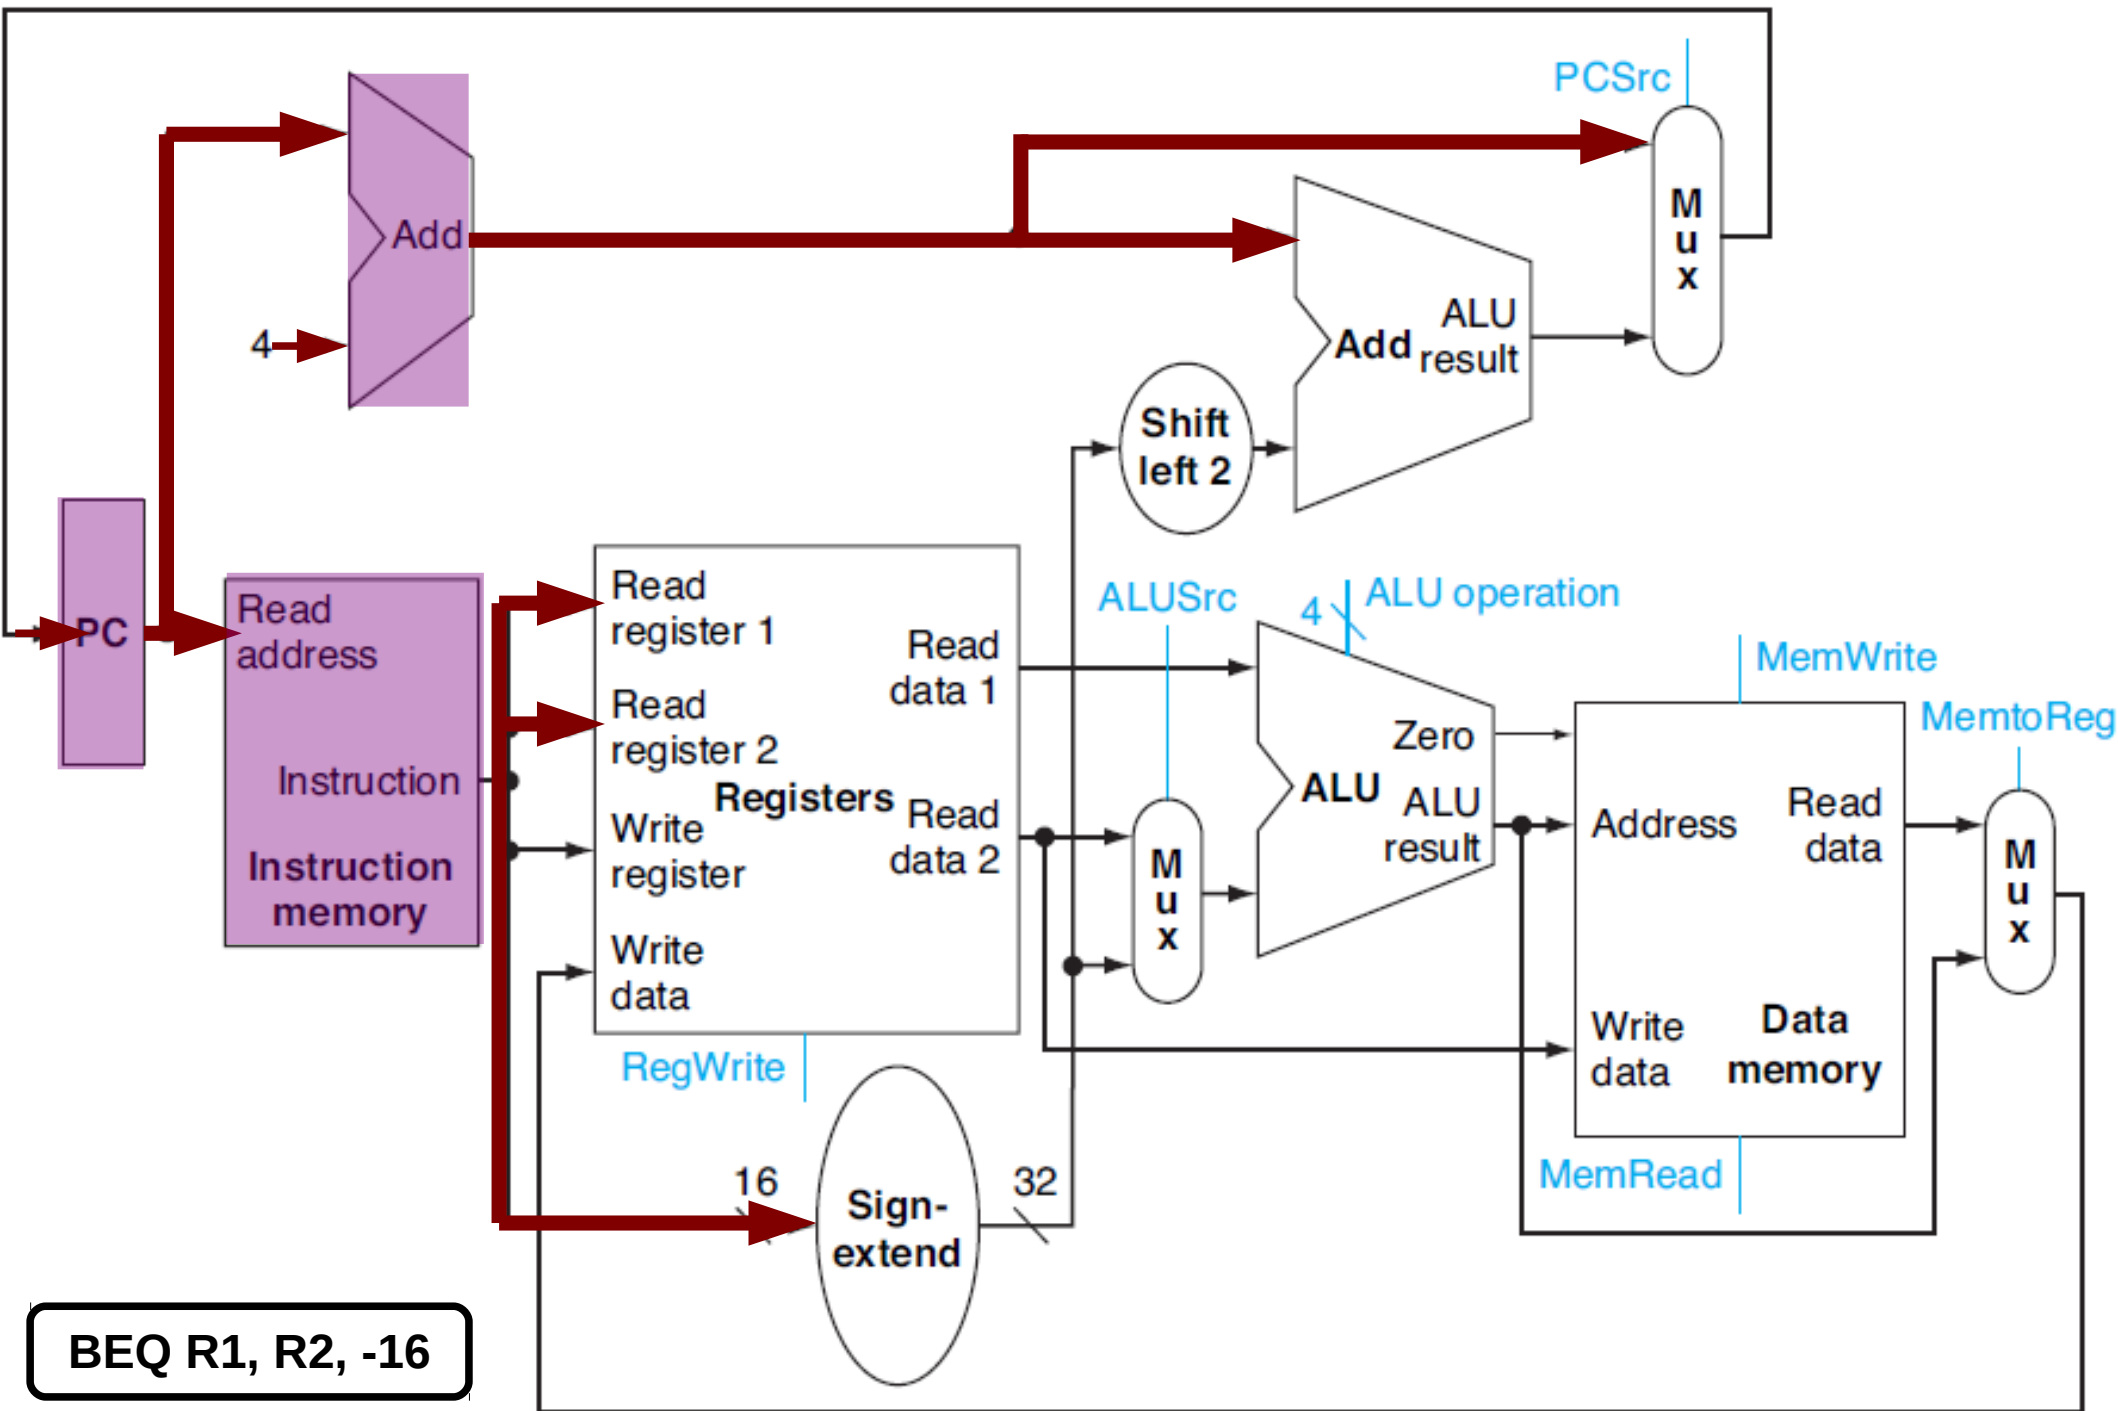 PCSrc
M
u
x
Add
4
ALU
result
Add
Shift
left 2
PC
Read
address
Instruction
Instruction
memory
Read
register 1
Read
register 2
Registers
Write
register
Write
data
Read
data 1
Read
data 2
RegWrite
ALUSrc
M
u
x
4
ALU operation
Zero
ALU
ALU
result
MemWrite
MemtoReg
Address
Read
data
Write
data
Data
memory
MemRead
M
u
x
16
Sign-
extend
32
BEQ R1, R2, -16